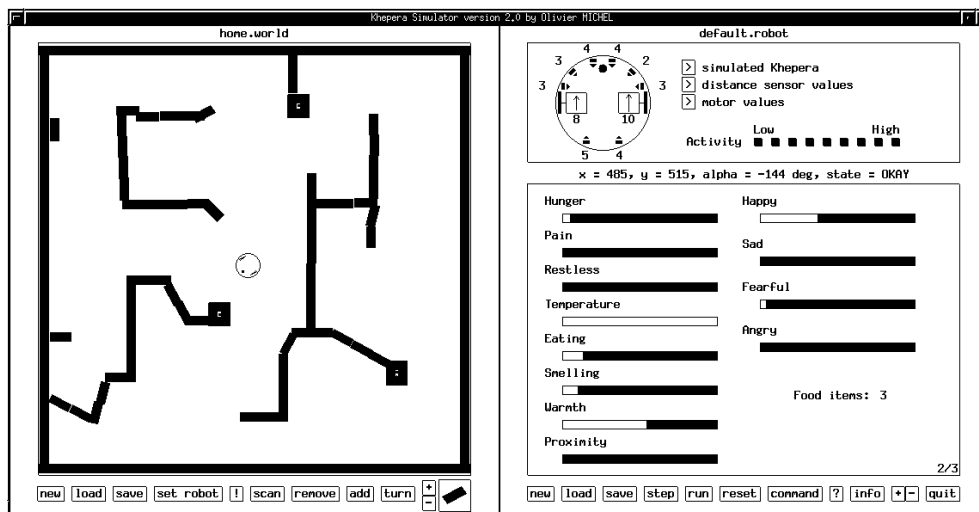 Khepera Simulator version 2.0 by Olivier MICHEL
home.world
default.robot
4 4
3 2
3 3
8 10
5 4
> simulated Khepera
> distance sensor values
> motor values
Low High
Activity
x = 485, y = 515, alpha = -144 deg, state = OKAY
Hunger
Pain
Restless
Temperature
Eating
Smelling
Warmth
Proximity
Happy
Sad
Fearful
Angry
Food items: 3
2/3
new load save set robot ! scan remove add turn + -
new load save step run reset command ? info + - quit